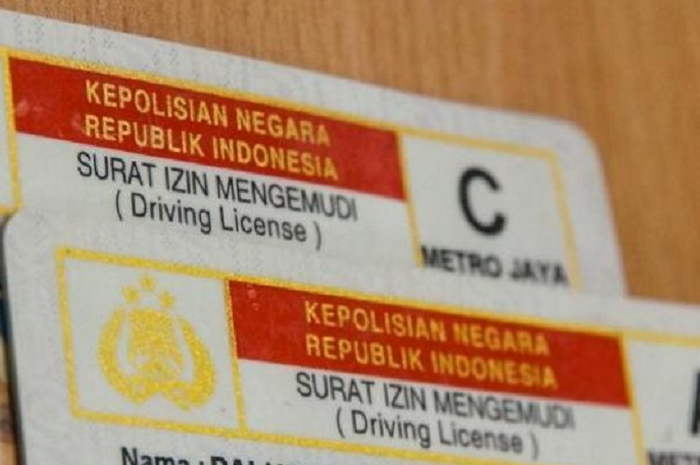 KEPOLISIAN NEGARA
REPUBLIK INDONESIA
SURAT IZIN MENGEMUDI
( Driving License )
C
METRO JAYA
KEPOLISIAN NEGARA
REPUBLIK INDONESIA
SURAT IZIN MENGEMUDI
( Driving License )
Nama :